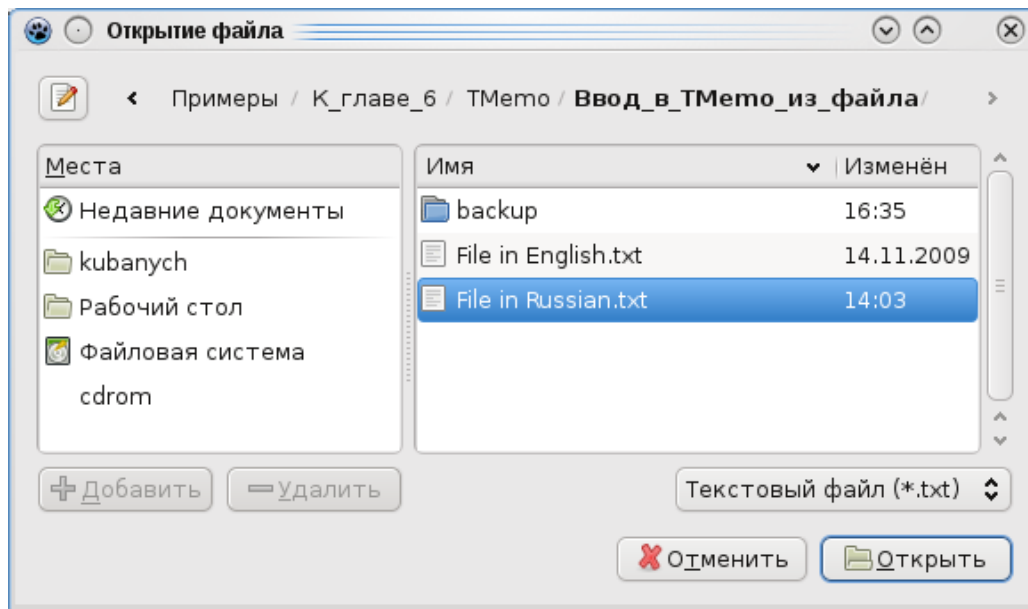 Открытие файла
Примеры / К_главе_6 / TMemo / Ввод_в_TMemo_из_файла/
Места
Недавние документы
kubanych
Рабочий стол
Файловая система
cdrom
Имя Изменён
backup 16:35
File in English.txt 14.11.2009
File in Russian.txt 14:03
Добавить Удалить
Текстовый файл (*.txt)
Отменить Открыть